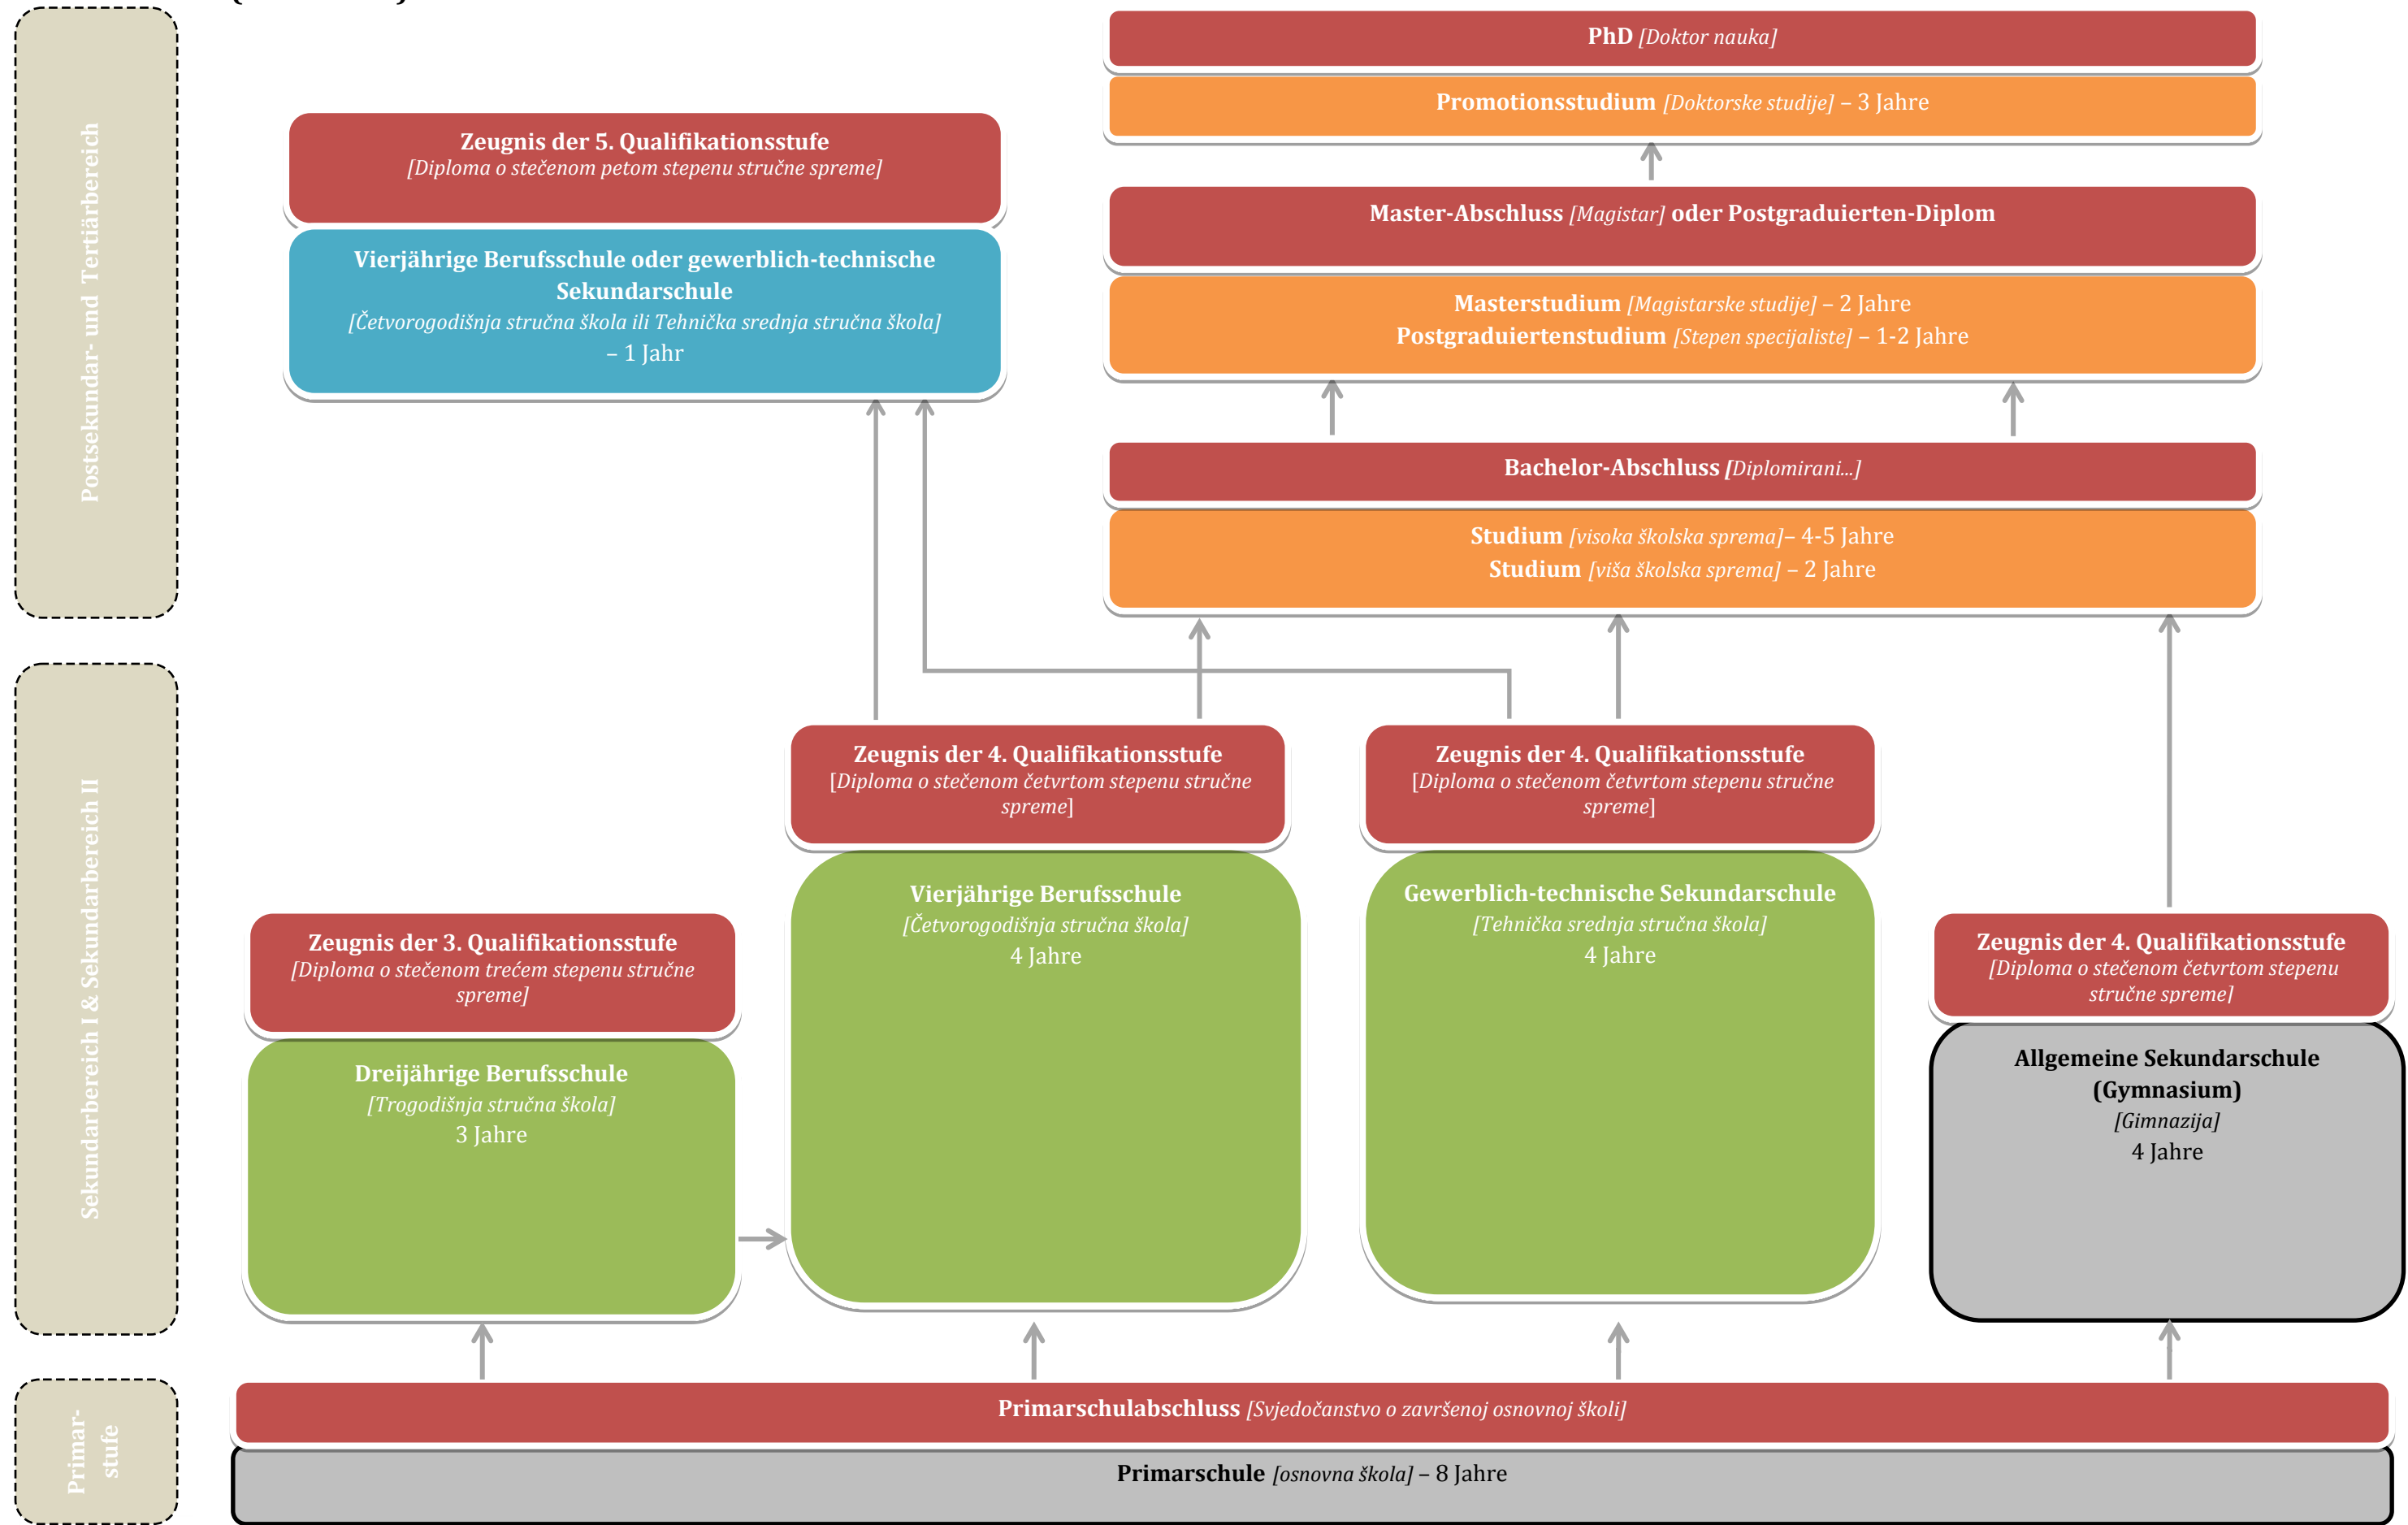 Postsekundar- und Tertiärbereich
PhD [Doktor nauka]
Promotionsstudium [Doktorske studije] – 3 Jahre
Zeugnis der 5. Qualifikationsstufe
[Diploma o stečenom petom stepenu stručne spreme]
Vierjährige Berufsschule oder gewerblich-technische
Sekundarschule
[Četvorogodišnja stručna škola ili Tehnička srednja stručna škola]
– 1 Jahr
Master-Abschluss [Magistar] oder Postgraduierten-Diplom
Masterstudium [Magistarske studije] – 2 Jahre
Postgraduiertenstudium [Stepen specijaliste] – 1-2 Jahre
Bachelor-Abschluss [Diplomirani...]
Studium [visoka školska sprema]– 4-5 Jahre
Studium [viša školska sprema] – 2 Jahre
Sekundarbereich I & Sekundarbereich II
Zeugnis der 3. Qualifikationsstufe
[Diploma o stečenom trećem stepenu stručne
spreme]
Dreijährige Berufsschule
[Trogodišnja stručna škola]
3 Jahre
Zeugnis der 4. Qualifikationsstufe
[Diploma o stečenom četvrtom stepenu stručne
spreme]
Vierjährige Berufsschule
[Četvorogodišnja stručna škola]
4 Jahre
Zeugnis der 4. Qualifikationsstufe
[Diploma o stečenom četvrtom stepenu stručne
spreme]
Gewerblich-technische Sekundarschule
[Tehnička srednja stručna škola]
4 Jahre
Zeugnis der 4. Qualifikationsstufe
[Diploma o stečenom četvrtom stepenu
stručne spreme]
Allgemeine Sekundarschule
(Gymnasium)
[Gimnazija]
4 Jahre
Primar-
stufe
Primarschulabschluss [Svjedočanstvo o završenoj osnovnoj školi]
Primarschule [osnovna škola] – 8 Jahre